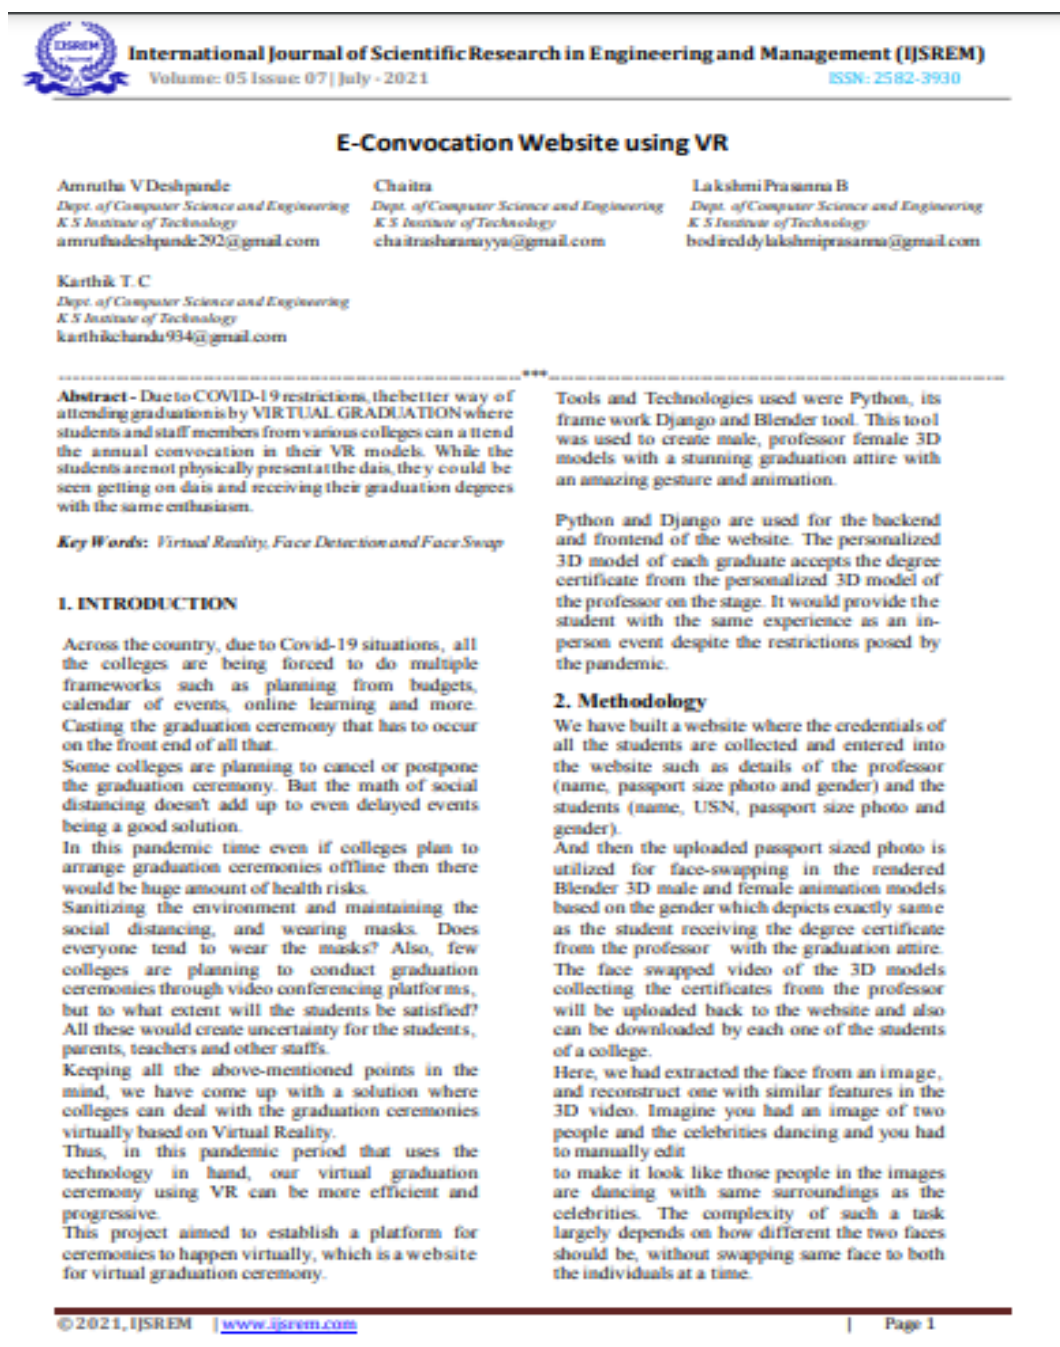 IJSREM
International Journal of Scientific Research in Engineering and Management (IJSREM)
Volume: 05 Issue: 07 | July - 2021
ISSN: 2582-3930
E-Convocation Website using VR
Amrutha V Deshpande
Dept. of Computer Science and Engineering
K S Institute of Technology
amruthadeshpande292@gmail.com
Chaitra
Dept. of Computer Science and Engineering
K S Institute of Technology
chaitrasharanayya@gmail.com
Lakshmi Prasanna B
Dept. of Computer Science and Engineering
K S Institute of Technology
bodireddylakshmiprasanna@gmail.com
Karthik T. C
Dept. of Computer Science and Engineering
K S Institute of Technology
karthikchandu934@gmail.com
***
Abstract - Due to COVID-19 restrictions, the better way of
attending graduation is by VIRTUAL GRADUATION where
students and staff members from various colleges can attend
the annual convocation in their VR models. While the
students are not physically present at the dais, they could be
seen getting on dais and receiving their graduation degrees
with the same enthusiasm.
Key Words: Virtual Reality, Face Detection and Face Swap
1. INTRODUCTION
Across the country, due to Covid-19 situations, all
the colleges are being forced to do multiple
frameworks such as planning from budgets,
calendar of events, online learning and more.
Casting the graduation ceremony that has to occur
on the front end of all that.
Some colleges are planning to cancel or postpone
the graduation ceremony. But the math of social
distancing doesn't add up to even delayed events
being a good solution.
In this pandemic time even if colleges plan to
arrange graduation ceremonies offline then there
would be huge amount of health risks.
Sanitizing the environment and maintaining the
social distancing, and wearing masks. Does
everyone tend to wear the masks? Also, few
colleges are planning to conduct graduation
ceremonies through video conferencing platforms,
but to what extent will the students be satisfied?
All these would create uncertainty for the students,
parents, teachers and other staffs.
Keeping all the above-mentioned points in the
mind, we have come up with a solution where
colleges can deal with the graduation ceremonies
virtually based on Virtual Reality.
Thus, in this pandemic period that uses the
technology in hand, our virtual graduation
ceremony using VR can be more efficient and
progressive.
This project aimed to establish a platform for
ceremonies to happen virtually, which is a website
for virtual graduation ceremony.
Tools and Technologies used were Python, its
frame work Django and Blender tool. This tool
was used to create male, professor female 3D
models with a stunning graduation attire with
an amazing gesture and animation.
Python and Django are used for the backend
and frontend of the website. The personalized
3D model of each graduate accepts the degree
certificate from the personalized 3D model of
the professor on the stage. It would provide the
student with the same experience as an in-
person event despite the restrictions posed by
the pandemic.
2. Methodology
We have built a website where the credentials of
all the students are collected and entered into
the website such as details of the professor
(name, passport size photo and gender) and the
students (name, USN, passport size photo and
gender).
And then the uploaded passport sized photo is
utilized for face-swapping in the rendered
Blender 3D male and female animation models
based on the gender which depicts exactly same
as the student receiving the degree certificate
from the professor with the graduation attire.
The face swapped video of the 3D models
collecting the certificates from the professor
will be uploaded back to the website and also
can be downloaded by each one of the students
of a college.
Here, we had extracted the face from an image,
and reconstruct one with similar features in the
3D video. Imagine you had an image of two
people and the celebrities dancing and you had
to manually edit
to make it look like those people in the images
are dancing with same surroundings as the
celebrities. The complexity of such a task
largely depends on how different the two faces
should be, without swapping same face to both
the individuals at a time.
© 2021, IJSREM | www.ijsrem.com
| Page 1